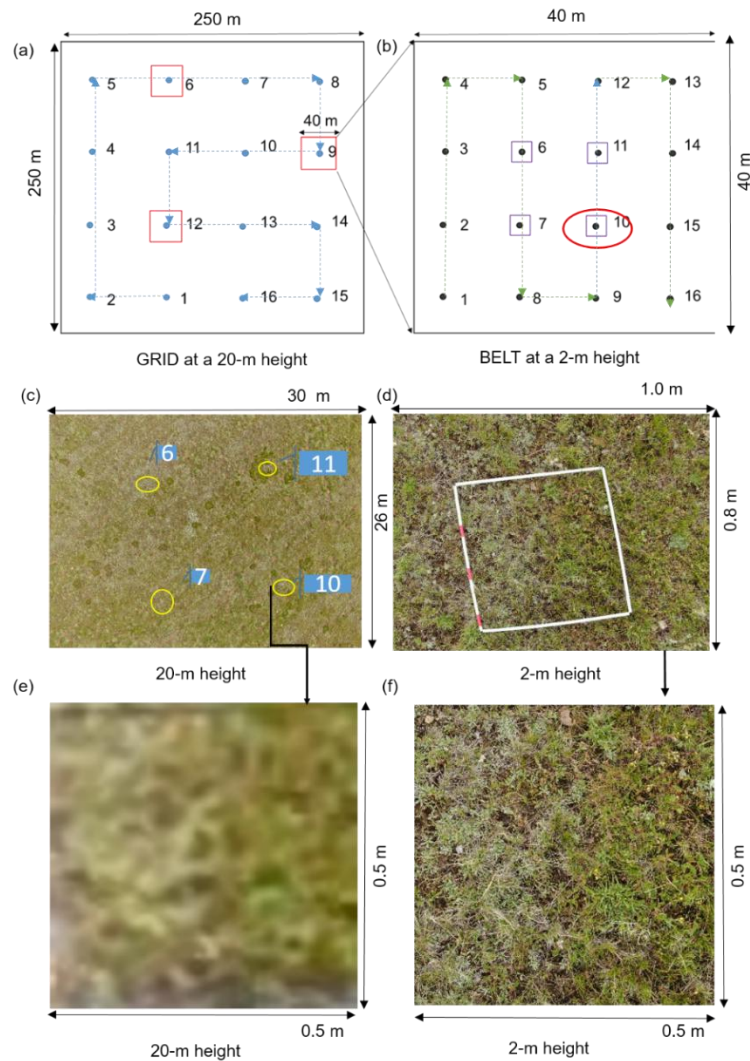 250 m
40 m
(a)
(b)
5
6
7
8
4
5
12
13
40 m
4
11
10
9
3
6
11
14
250 m
40 m
3
12
13
14
2
7
10
15
2
1
16
15
1
8
9
16
GRID at a 20-m height
BELT at a 2-m height
(c)
30 m
(d)
1.0 m
6
11
7
10
26 m
0.8 m
20-m height
2-m height
(e)
(f)
0.5 m
0.5 m
0.5 m
0.5 m
20-m height
2-m height